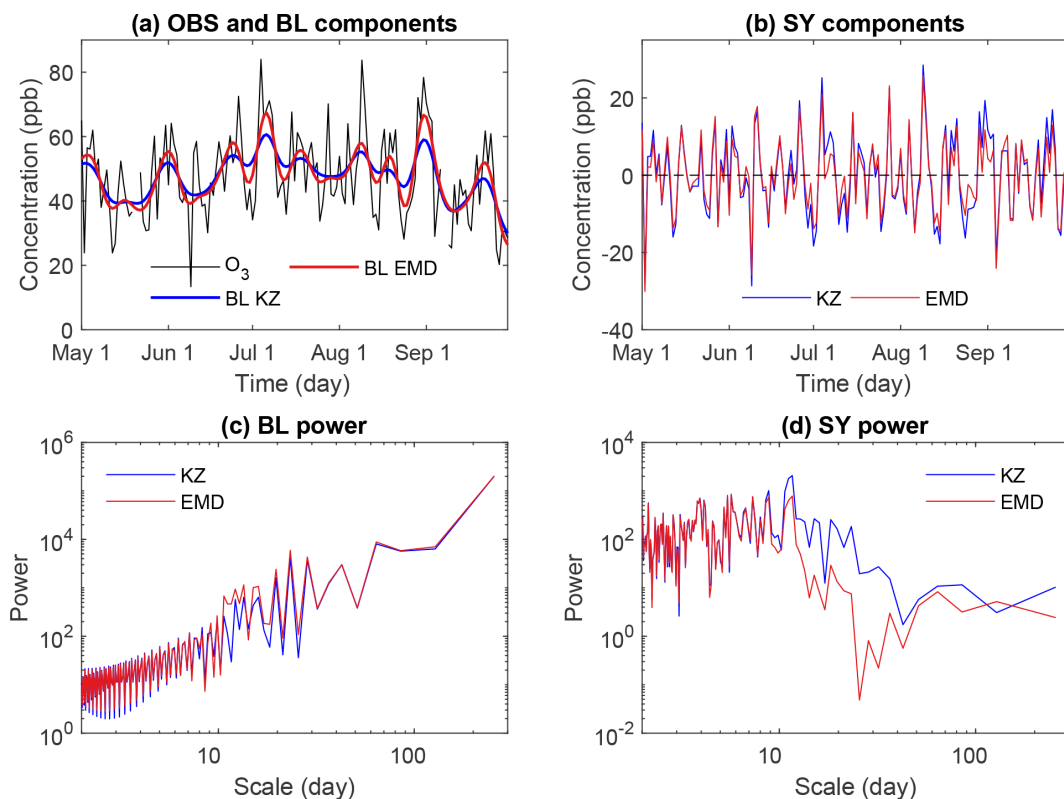 (a) OBS and BL components
Concentration (ppb)
80
60
40
20
0
O3
BL EMD
BL KZ
May 1 Jun 1 Jul 1 Aug 1 Sep 1
Time (day)
(b) SY components
Concentration (ppb)
20
0
-20
-40
KZ
EMD
May 1 Jun 1 Jul 1 Aug 1 Sep 1
Time (day)
(c) BL power
Power
10^6
10^4
10^2
10^0
KZ
EMD
10 100
Scale (day)
(d) SY power
Power
10^4
10^2
10^0
10^-2
KZ
EMD
10 100
Scale (day)